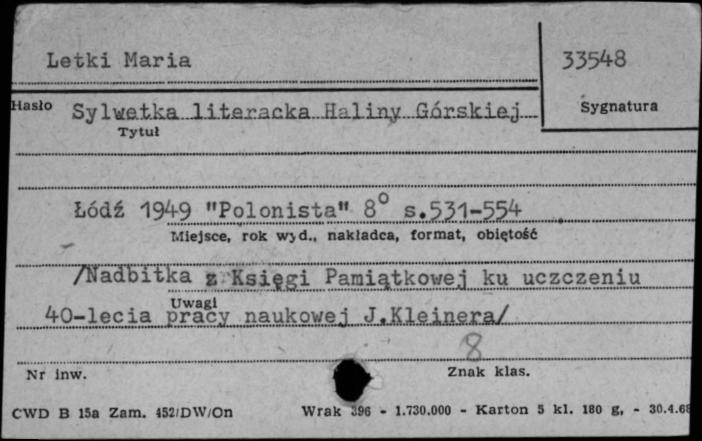 Letki Maria
33548
Hasło
Sygnatura
Sylwetka literacka Haliny Górskiej
Tytuł
Łódź 1949 "Polonista" 8° s.531-554
Miejsce, rok wyd., nakładca, format, objętość
/Nadbitka z Księgi Pamiątkowej ku uczczeniu
Uwagi
40-lecia pracy naukowej J.Kleinera/
8
Nr inw.
Znak klas.
CWD B 15a Zam. 452/DW/On Wrak 396 - 1.730.000 - Karton 5 kl. 180 g, - 30.4.68